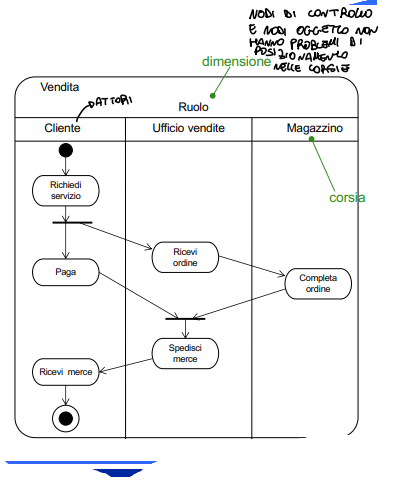 NODI DI CONTROLLO
E NODI OGGETTO NON
HANNO PROBLEMI DI
POSIZIONAMENTO
NELLE CORSIE
dimensione
Vendita
Ruolo
ATTORI
Cliente
Ufficio vendite
Magazzino
corsia
Richiedi
servizio
Ricevi
ordine
Paga
Completa
ordine
Spedisci
merce
Ricevi merce